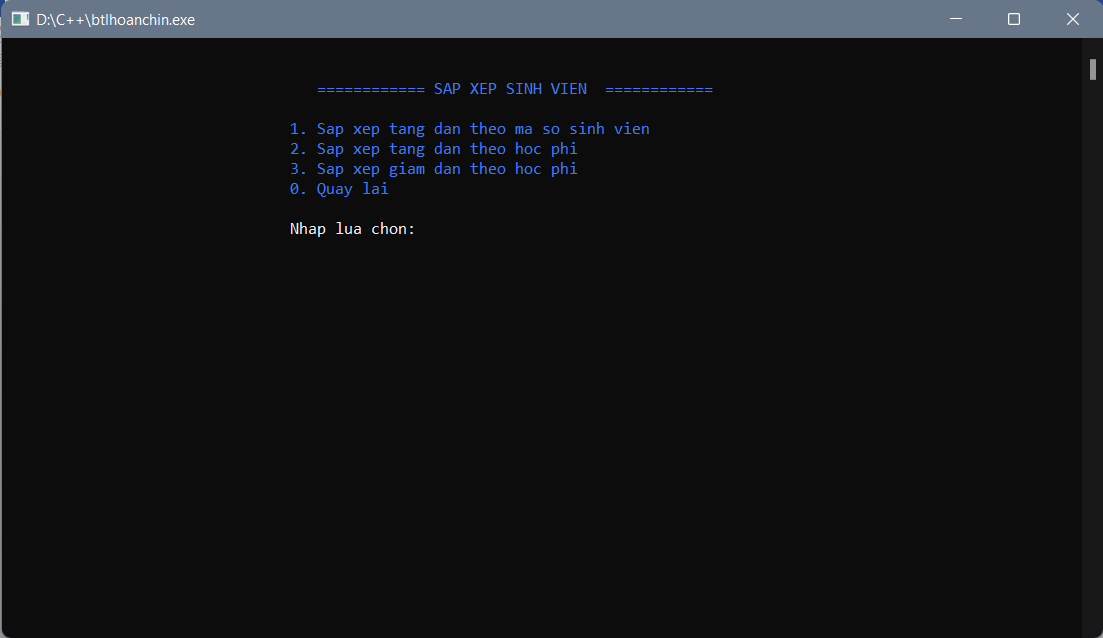 D:\C++\btlhoanchin.exe
============ SAP XEP SINH VIEN ============
1. Sap xep tang dan theo ma so sinh vien
2. Sap xep tang dan theo hoc phi
3. Sap xep giam dan theo hoc phi
0. Quay lai
Nhap lua chon: